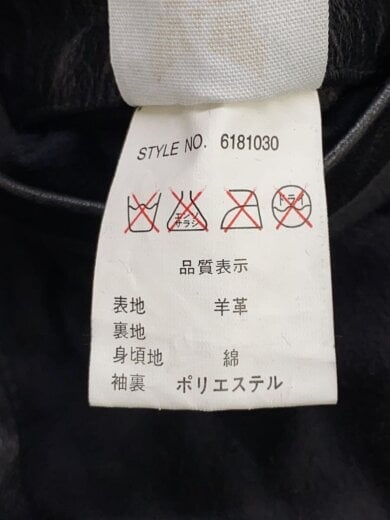 STYLE NO. 6181030
エンソ
サラシ
ドライ
品質表示
表地 羊革
裏地
身頃地 綿
袖裏 ポリエステル